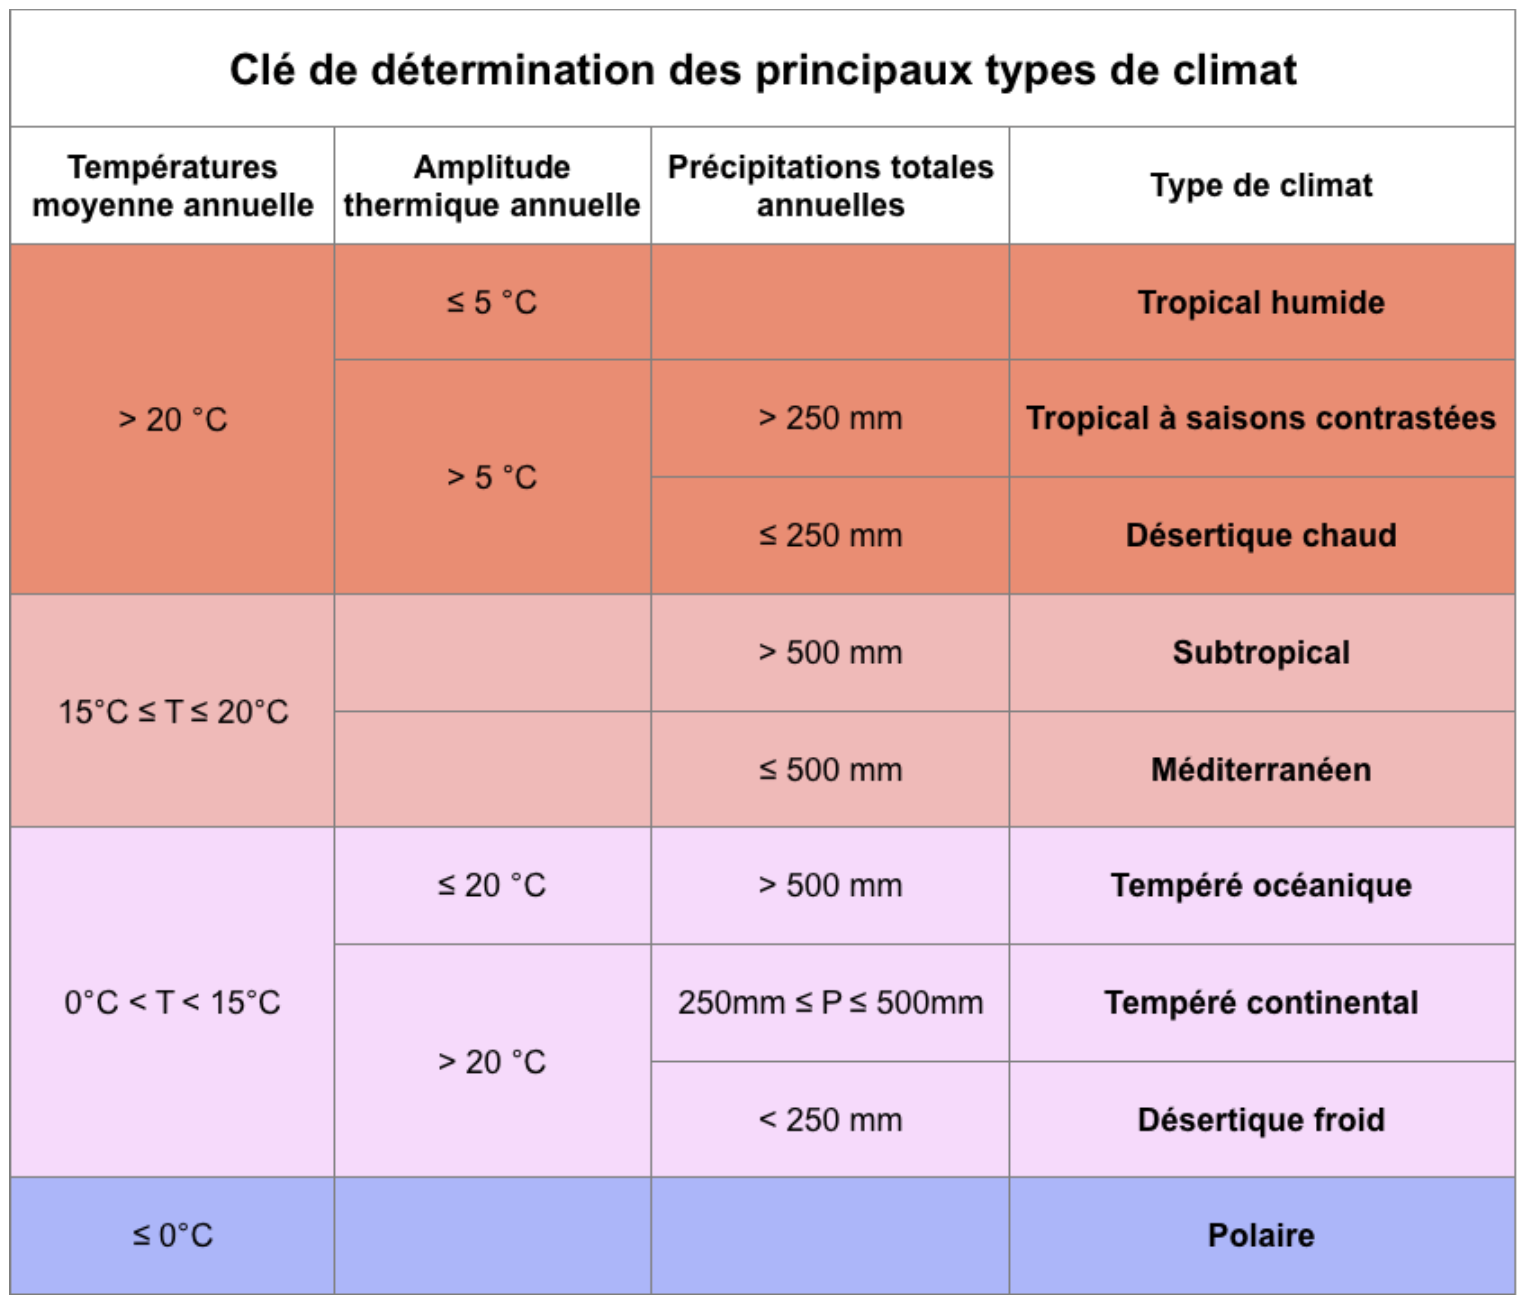 Clé de détermination des principaux types de climat
Températures
moyenne annuelle
Amplitude
thermique annuelle
Précipitations totales
annuelles
Type de climat
> 20 °C
≤ 5 °C
Tropical humide
> 5 °C
> 250 mm
Tropical à saisons contrastées
≤ 250 mm
Désertique chaud
15°C ≤ T ≤ 20°C
> 500 mm
Subtropical
≤ 500 mm
Méditerranéen
0°C < T < 15°C
≤ 20 °C
> 500 mm
Tempéré océanique
> 20 °C
250mm ≤ P ≤ 500mm
Tempéré continental
< 250 mm
Désertique froid
≤ 0°C
Polaire